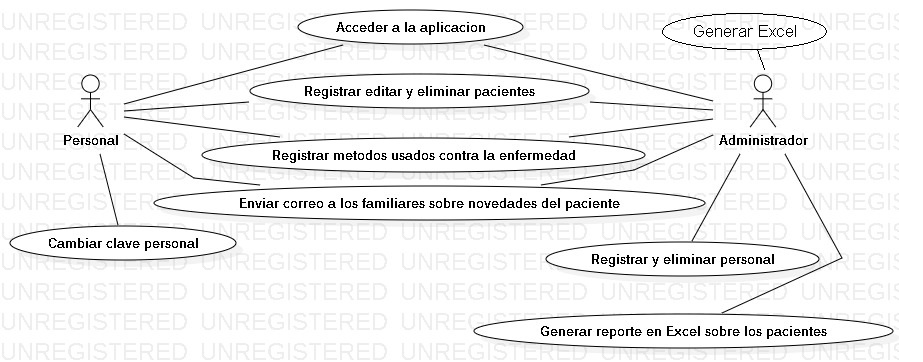 Acceder a la aplicacion
Generar Excel
Registrar editar y eliminar pacientes
Personal
Administrador
Registrar metodos usados contra la enfermedad
Enviar correo a los familiares sobre novedades del paciente
Cambiar clave personal
Registrar y eliminar personal
Generar reporte en Excel sobre los pacientes
UNREGISTERED UNREGISTERED UNREGISTERED UNREGISTERED UNREGISTERED